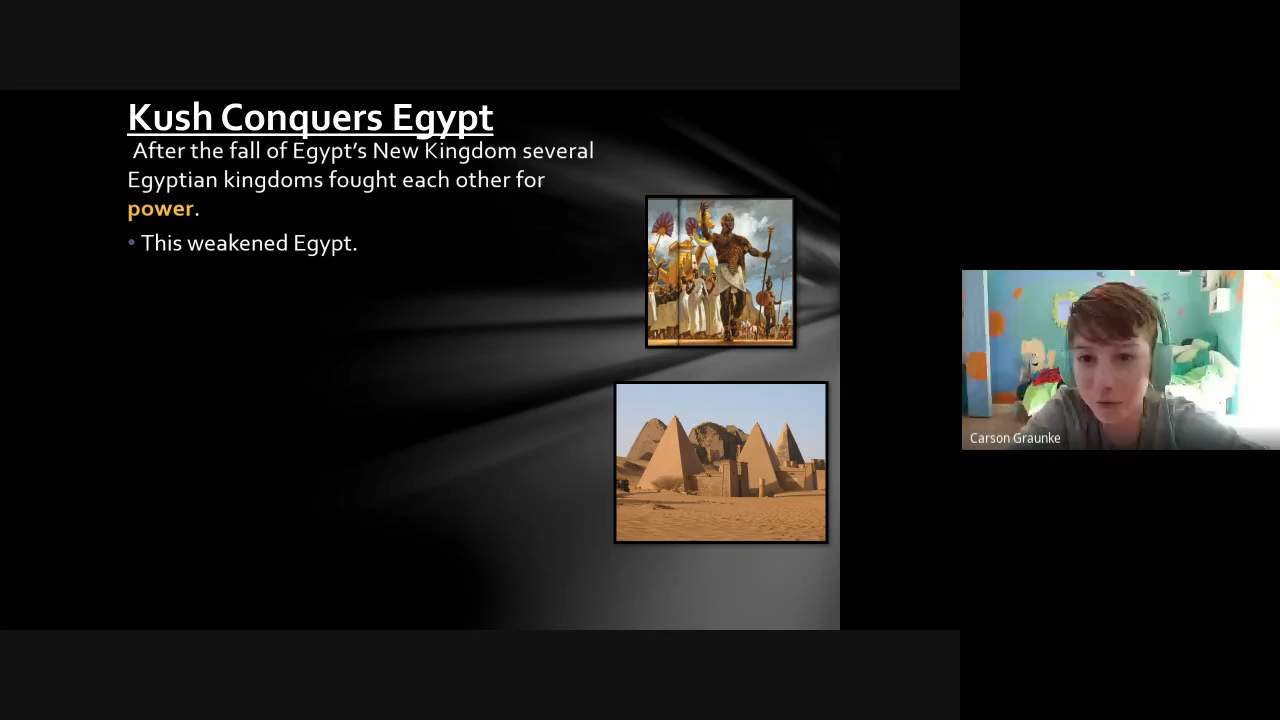 Kush Conquers Egypt
After the fall of Egypt’s New Kingdom several
Egyptian kingdoms fought each other for
power.
• This weakened Egypt.
Carson Graunke